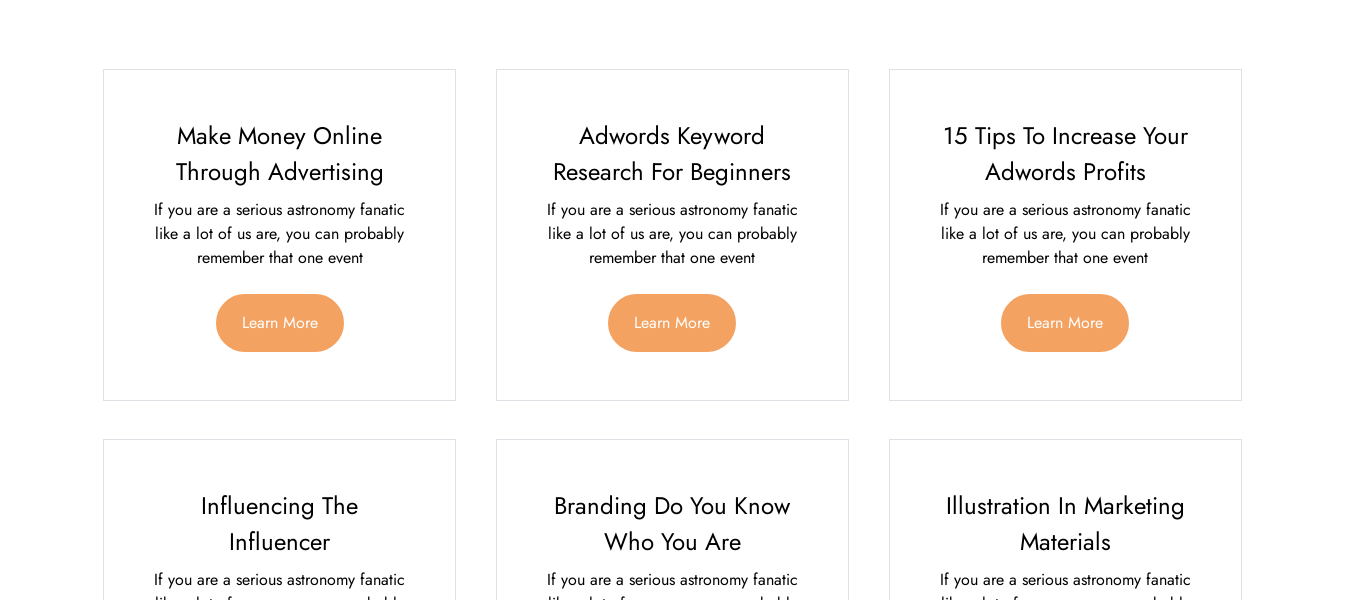 Make Money Online
Through Advertising
If you are a serious astronomy fanatic
like a lot of us are, you can probably
remember that one event
Learn More
Adwords Keyword
Research For Beginners
If you are a serious astronomy fanatic
like a lot of us are, you can probably
remember that one event
Learn More
15 Tips To Increase Your
Adwords Profits
If you are a serious astronomy fanatic
like a lot of us are, you can probably
remember that one event
Learn More
Influencing The
Influencer
If you are a serious astronomy fanatic
Branding Do You Know
Who You Are
If you are a serious astronomy fanatic
Illustration In Marketing
Materials
If you are a serious astronomy fanatic